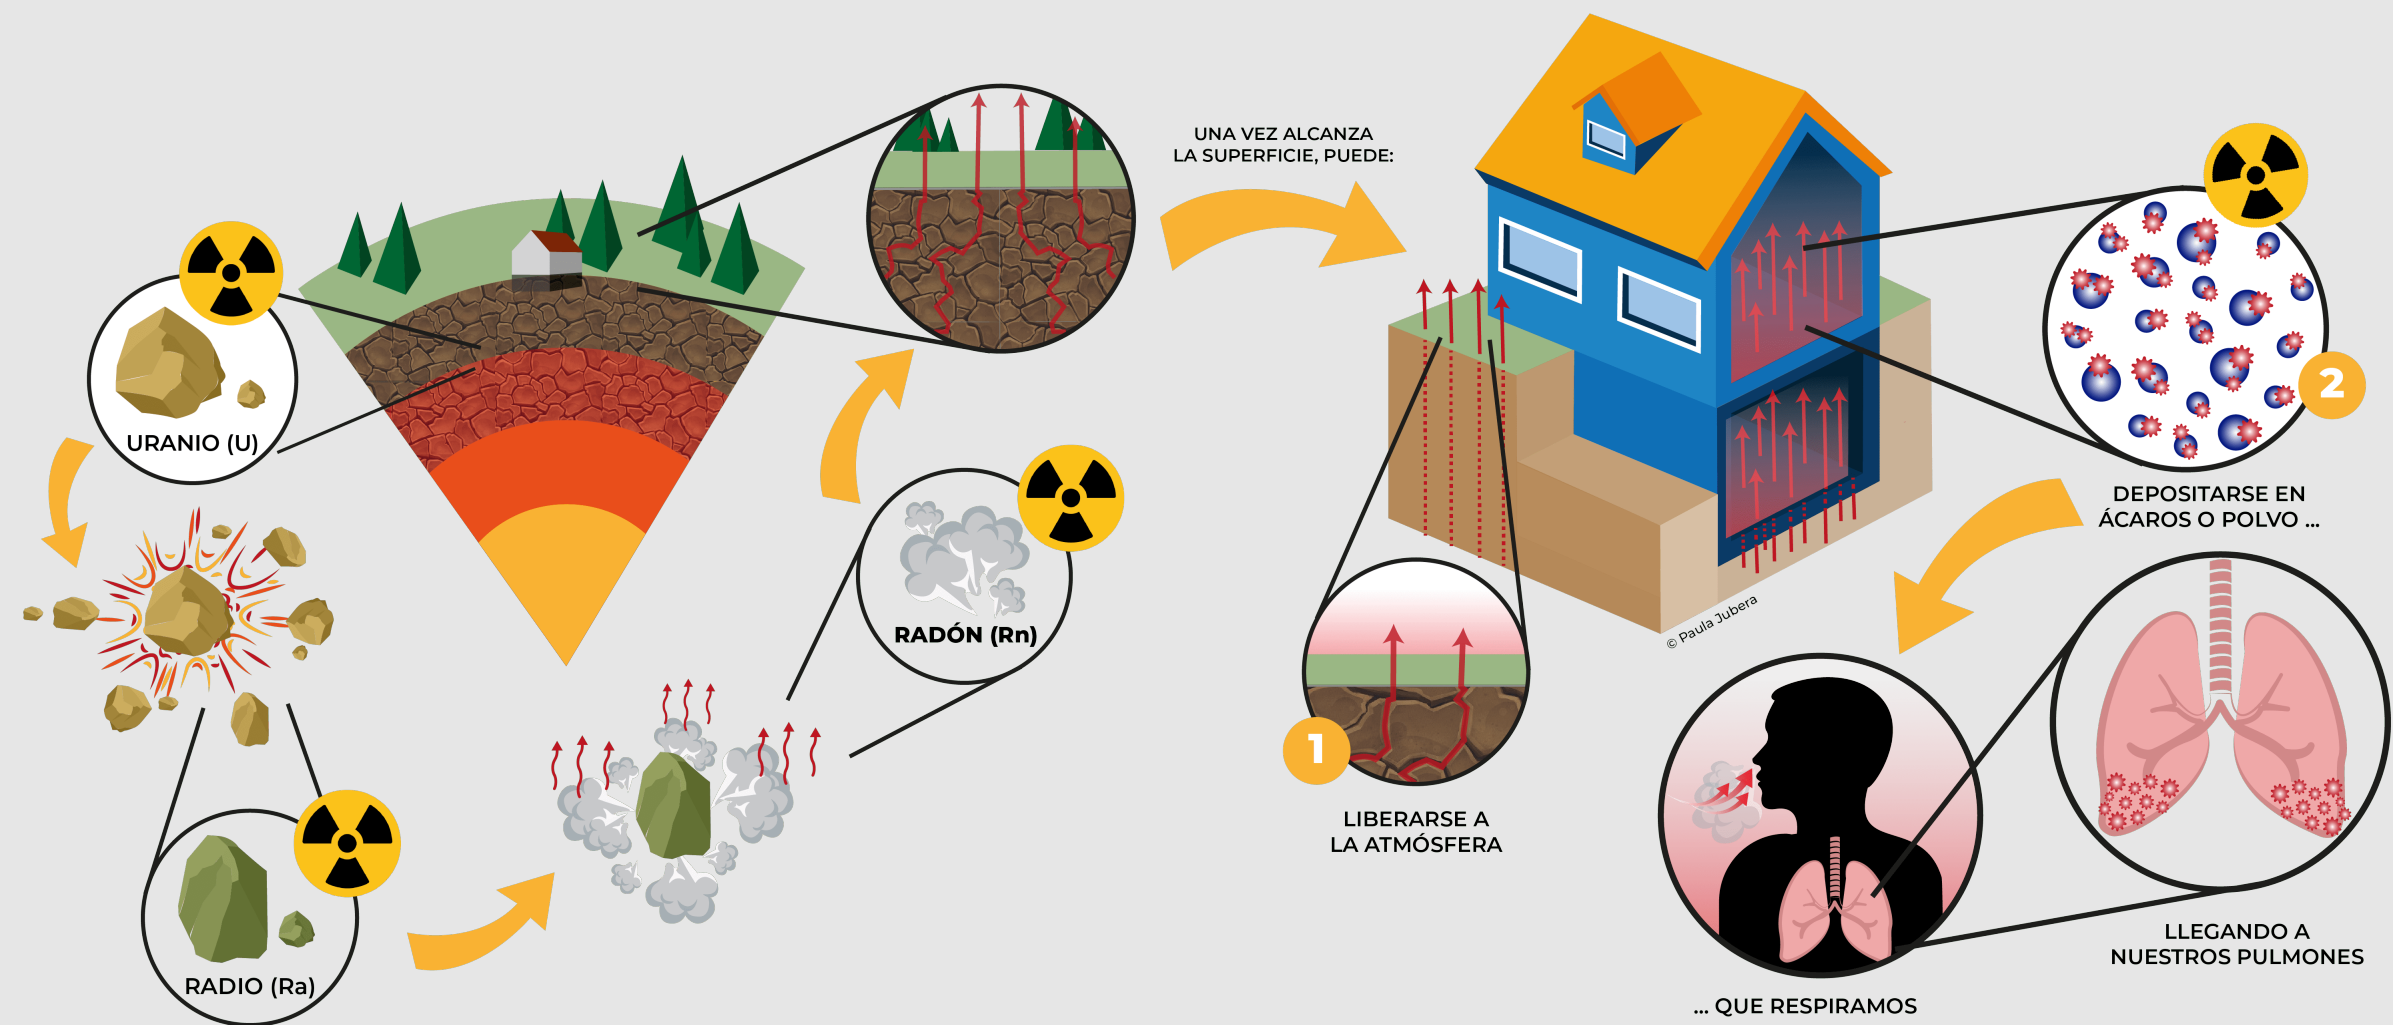 URANIO (U)
RADIO (Ra)
RADÓN (Rn)
UNA VEZ ALCANZA
LA SUPERFICIE, PUEDE:
1
LIBERARSE A
LA ATMÓSFERA
© Paula Jubera
2
DEPOSITARSE EN
ÁCAROS O POLVO ...
... QUE RESPIRAMOS
LLEGANDO A
NUESTROS PULMONES